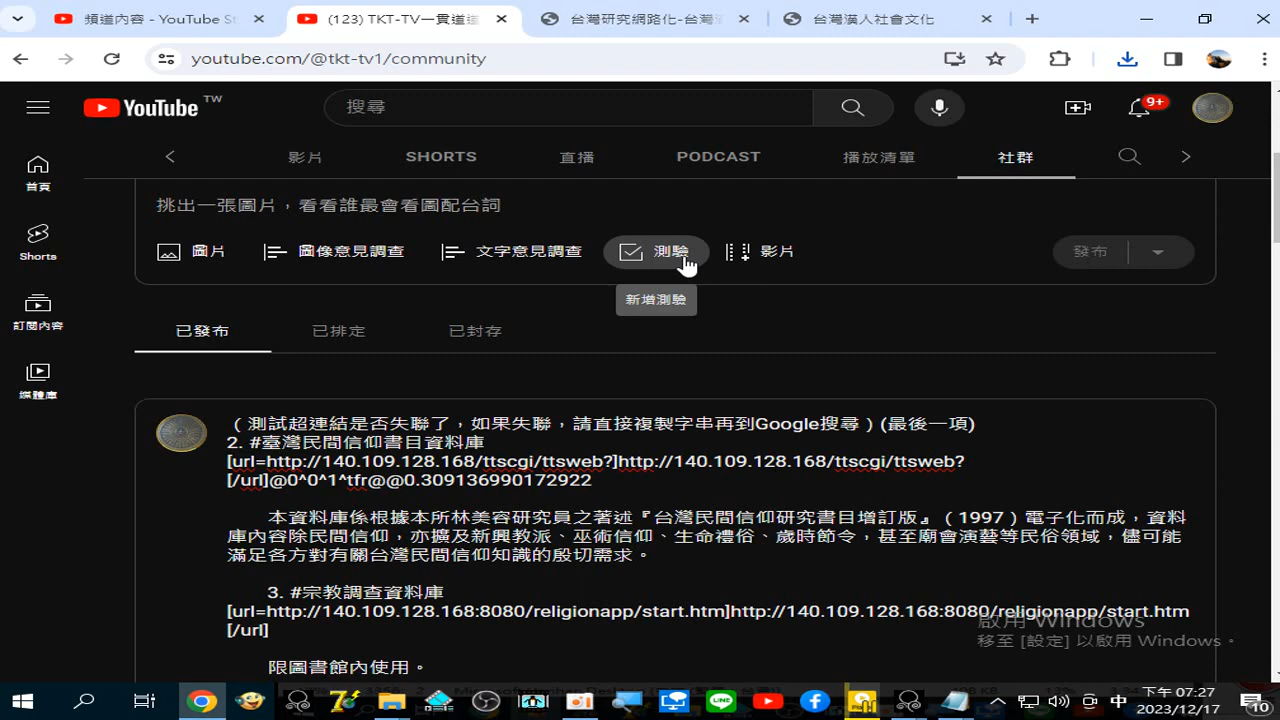 頻道內容 - YouTube S
(123) TKT-TV一貫道
台灣研究網路化-台灣
台灣漢人社會文化
youtube.com/@tkt-tv1/community
YouTube TW
搜尋
9+
影片
SHORTS
直播
PODCAST
播放清單
社群
首頁
Shorts
訂閱內容
媒體庫
挑出一張圖片，看看誰最會看圖配台詞
圖片
圖像意見調查
文字意見調查
測驗
影片
發布
新增測驗
已發布
已排定
已封存
（測試超連結是否失聯了，如果失聯，請直接複製字串再到Google搜尋）(最後一項)
2. #臺灣民間信仰書目資料庫
[url=http://140.109.128.168/ttscgi/ttsweb?]http://140.109.128.168/ttscgi/ttsweb?
[/url]@0^0^1^tfr@@0.309136990172922
本資料庫係根據本所林美容研究員之著述『台灣民間信仰研究書目增訂版』（1997）電子化而成，資料
庫內容除民間信仰，亦擴及新興教派、巫術信仰、生命禮俗、歲時節令，甚至廟會演藝等民俗領域，儘可能
滿足各方對有關台灣民間信仰知識的殷切需求。
3. #宗教調查資料庫
[url=http://140.109.128.168:8080/religionapp/start.htm]http://140.109.128.168:8080/religionapp/start.htm
[/url]
限圖書館內使用。
啟用 Windows
移至 [設定] 以啟用 Windows。
中
下午 07:27
2023/12/17
10